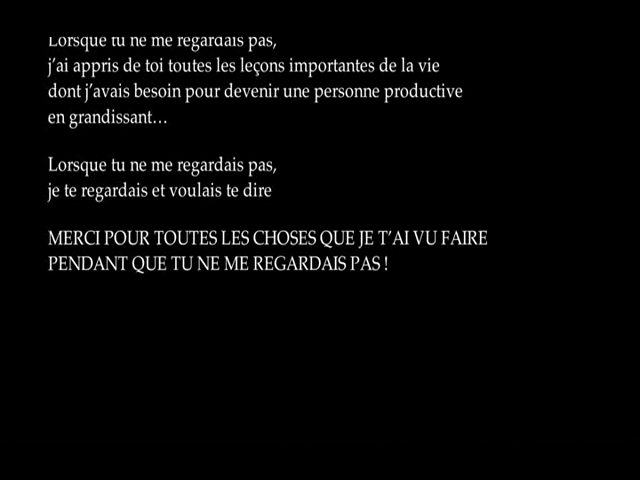 Lorsque tu ne me regardais pas,
j’ai appris de toi toutes les leçons importantes de la vie
dont j’avais besoin pour devenir une personne productive
en grandissant…
Lorsque tu ne me regardais pas,
je te regardais et voulais te dire
MERCI POUR TOUTES LES CHOSES QUE JE T’AI VU FAIRE
PENDANT QUE TU NE ME REGARDAIS PAS !